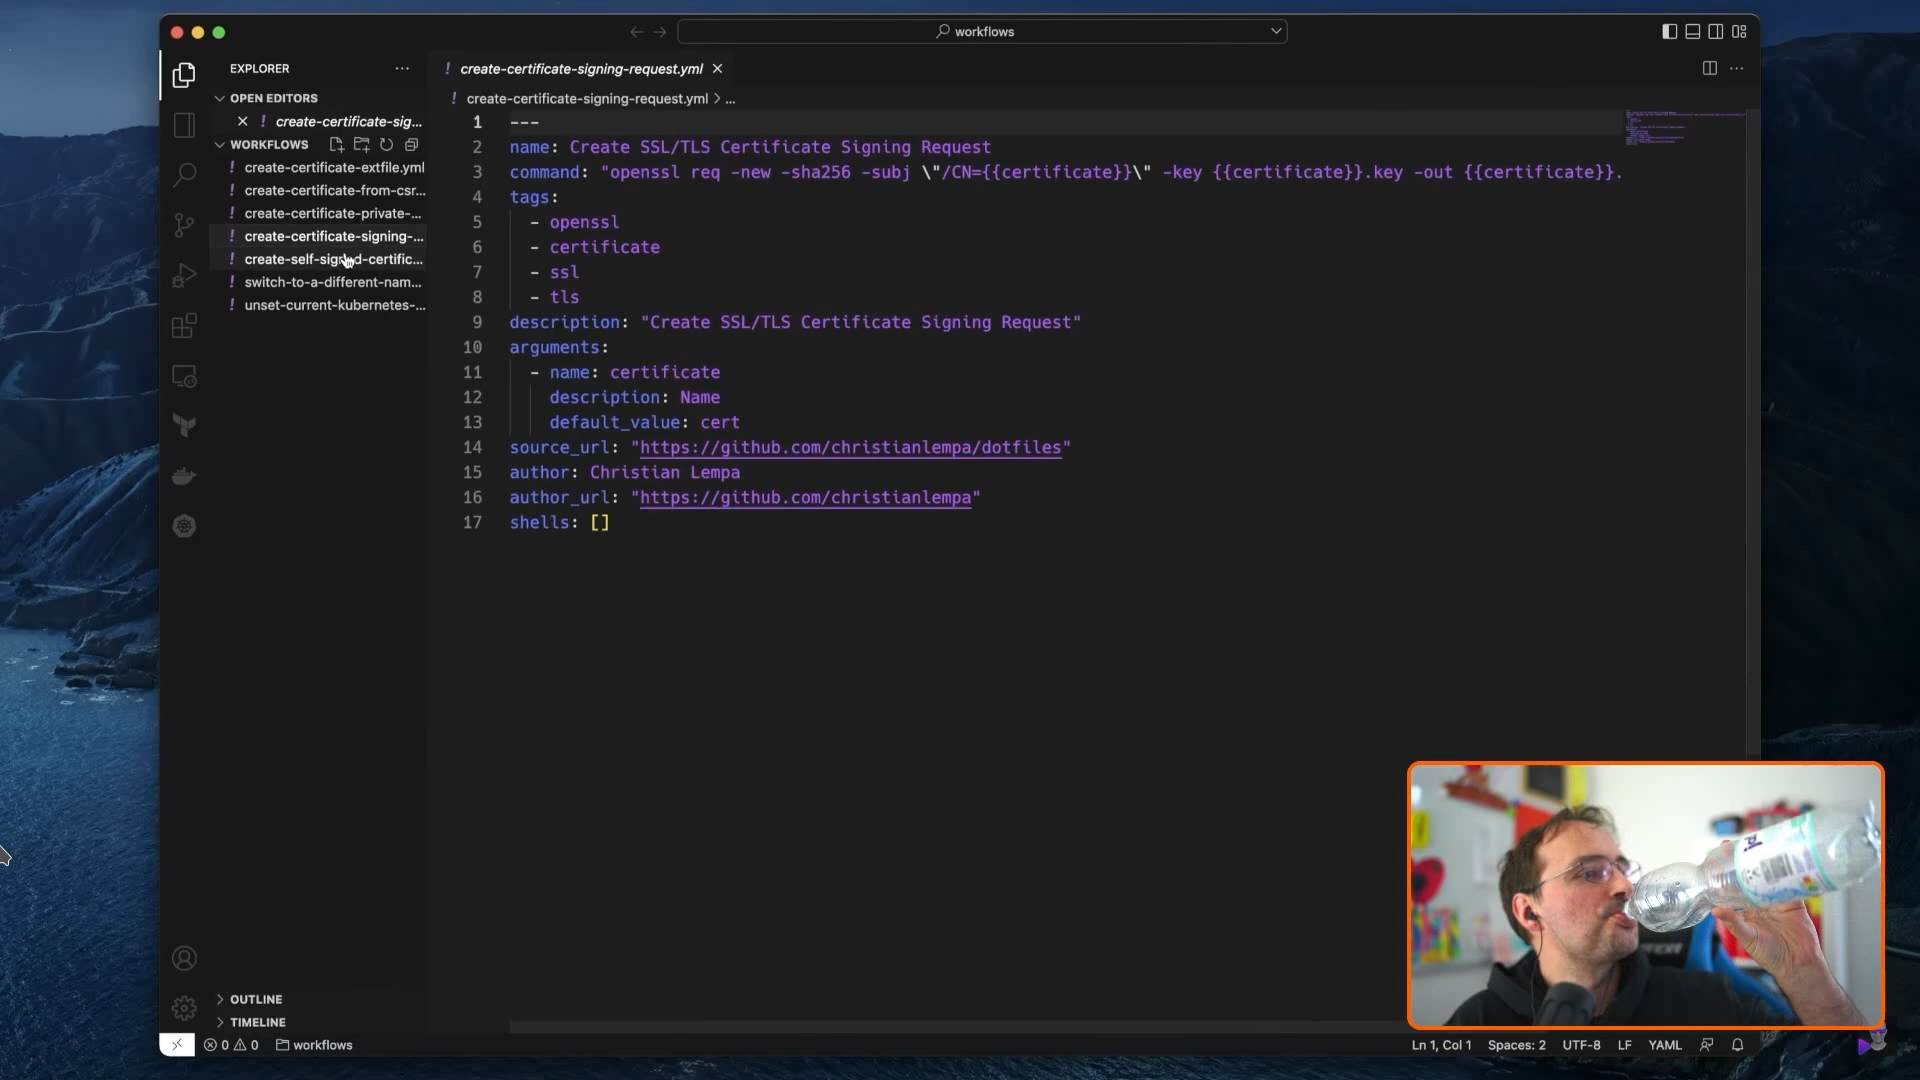 workflows
EXPLORER
create-certificate-signing-request.yml
OPEN EDITORS
create-certificate-sig...
WORKFLOWS
create-certificate-extfile.yml
create-certificate-from-csr...
create-certificate-private-...
create-certificate-signing-...
create-self-signed-certific...
switch-to-a-different-nam...
unset-current-kubernetes-...
OUTLINE
TIMELINE
! create-certificate-signing-request.yml > ...
1 ---
2 name: Create SSL/TLS Certificate Signing Request
3 command: "openssl req -new -sha256 -subj \"/CN={{certificate}}\" -key {{certificate}}.key -out {{certificate}}.
4 tags:
5 - openssl
6 - certificate
7 - ssl
8 - tls
9 description: "Create SSL/TLS Certificate Signing Request"
10 arguments:
11 - name: certificate
12 description: Name
13 default_value: cert
14 source_url: "https://github.com/christianlempa/dotfiles"
15 author: Christian Lempa
16 author_url: "https://github.com/christianlempa"
17 shells: []
0 0 workflows
Ln 1, Col 1 Spaces: 2 UTF-8 LF YAML